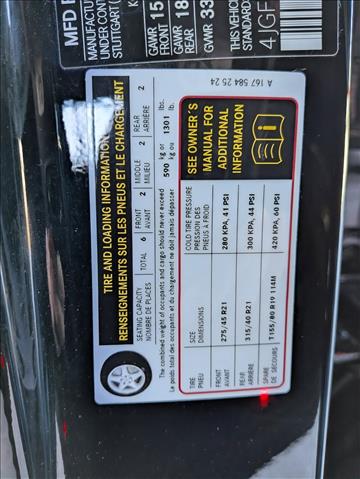 MFD B
MANUFACTUR
UNDER CONT
STUTTGART (
GAWR 15
FRONT
GAWR 18
REAR
GVWR 33
THIS VEHICL
STANDARD
4JGF
A 167 584 25 24
TIRE AND LOADING INFORMATION
RENSEIGNEMENTS SUR LES PNEUS ET LE CHARGEMENT
SEATING CAPACITY TOTAL 6 FRONT 2 MIDDLE 2 REAR 2
NOMBRE DE PLACES AVANT MILIEU ARRIÈRE
The combined weight of occupants and cargo should never exceed 590 kg or 1301 lbs.
Le poids total des occupants et du chargement ne doit jamais dépasser kg ou lb.
TIRE SIZE COLD TIRE PRESSURE
PNEU DIMENSIONS PRESSION DES
PNEUS À FROID
FRONT 275/45 R21 280 KPA, 41 PSI
AVANT
REAR 315/40 R21 300 KPA, 44 PSI
ARRIÈRE
SPARE T155/80 R19 114M 420 KPA, 60 PSI
DE SECOURS
SEE OWNER'S
MANUAL FOR
ADDITIONAL
INFORMATION